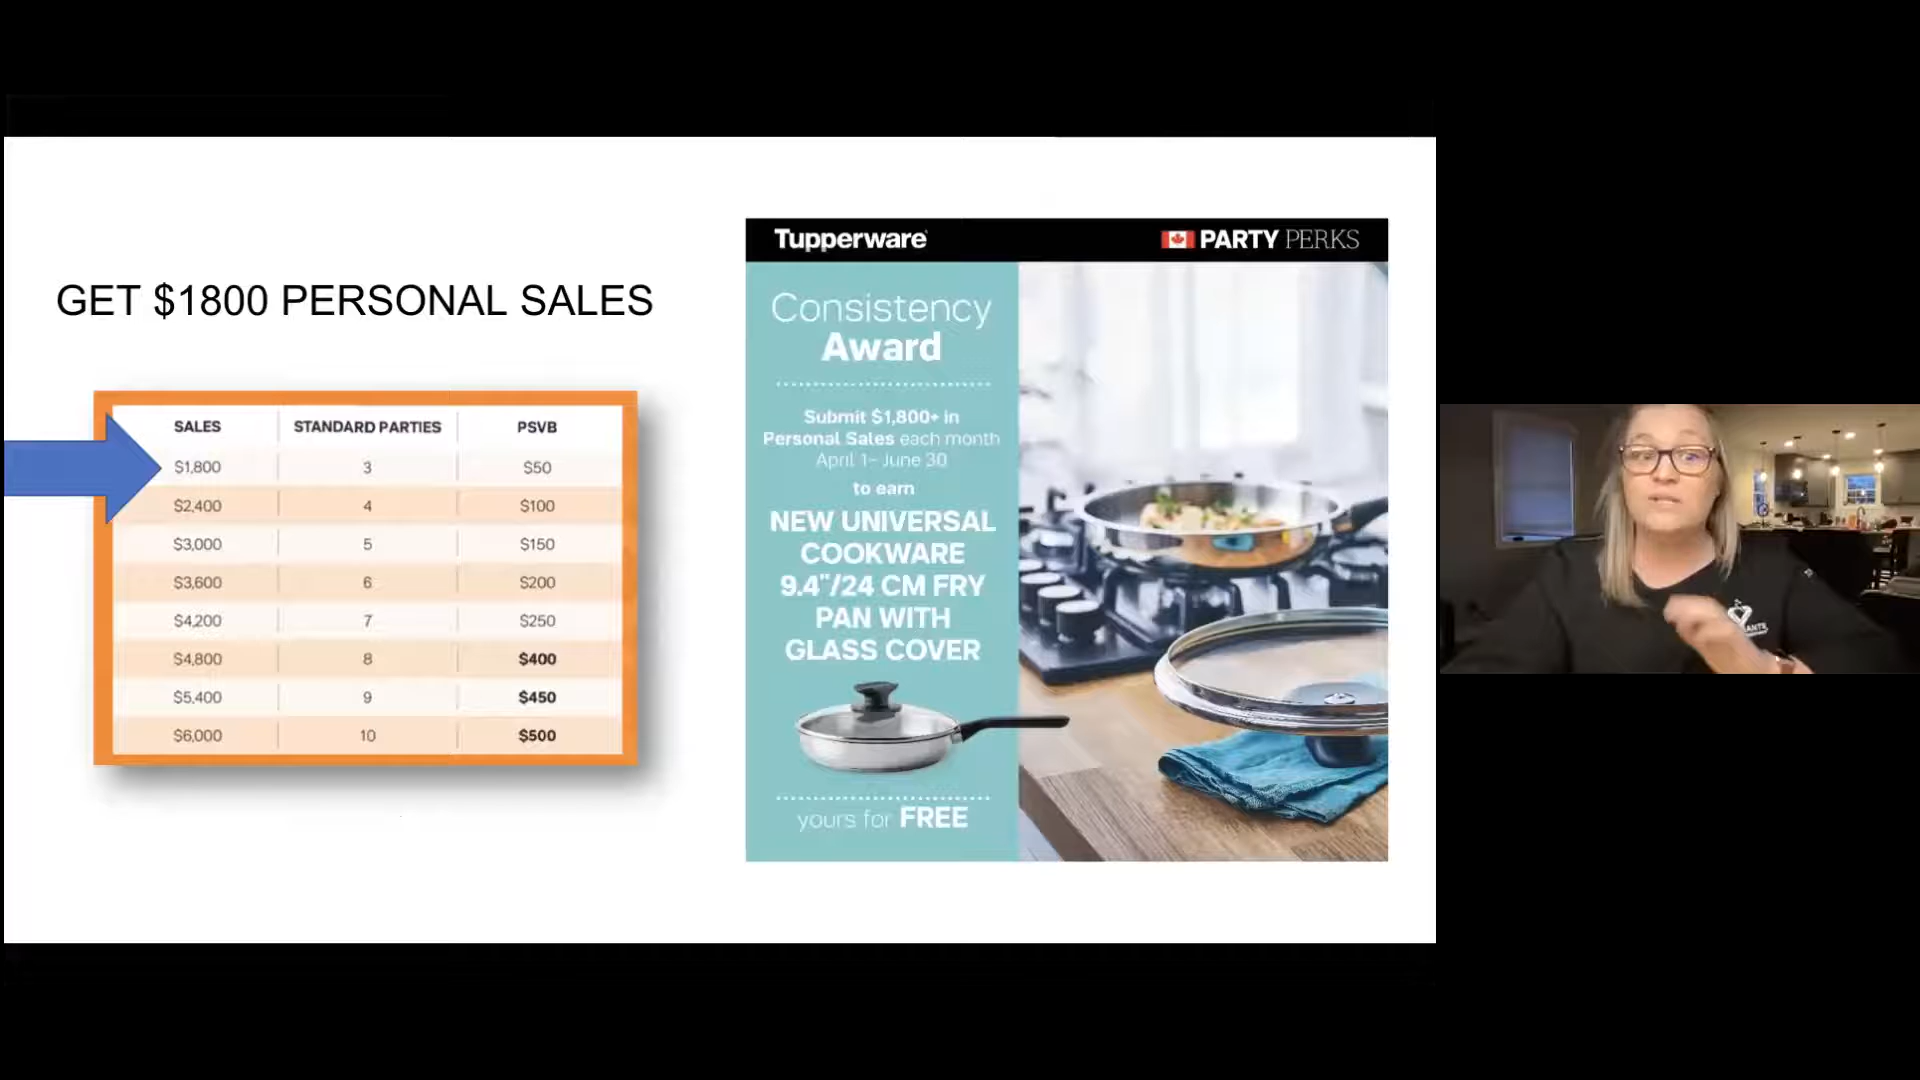 GET $1800 PERSONAL SALES
SALES STANDARD PARTIES PSVB
$1,800 3 $50
$2,400 4 $100
$3,000 5 $150
$3,600 6 $200
$4,200 7 $250
$4,800 8 $400
$5,400 9 $450
$6,000 10 $500
Tupperware
PARTY PERKS
Consistency
Award
Submit $1,800+ in
Personal Sales each month
April 1– June 30
to earn
NEW UNIVERSAL
COOKWARE
9.4"/24 CM FRY
PAN WITH
GLASS COVER
yours for FREE